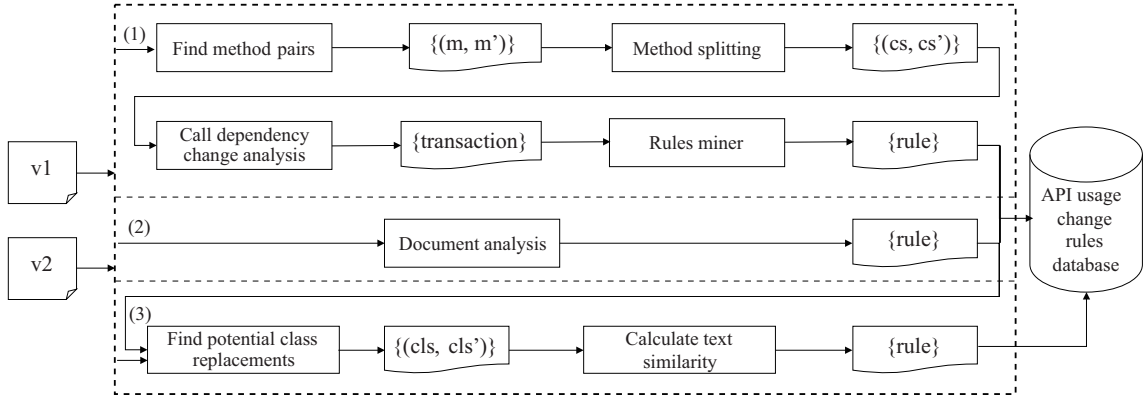 (1)
Find method pairs
{(m, m’)}
Method splitting
{(cs, cs’)}
Call dependency
change analysis
{transaction}
Rules miner
{rule}
v1
v2
(2)
Document analysis
{rule}
(3)
Find potential class
replacements
{(cls, cls’)}
Calculate text
similarity
{rule}
API usage
change
rules
database